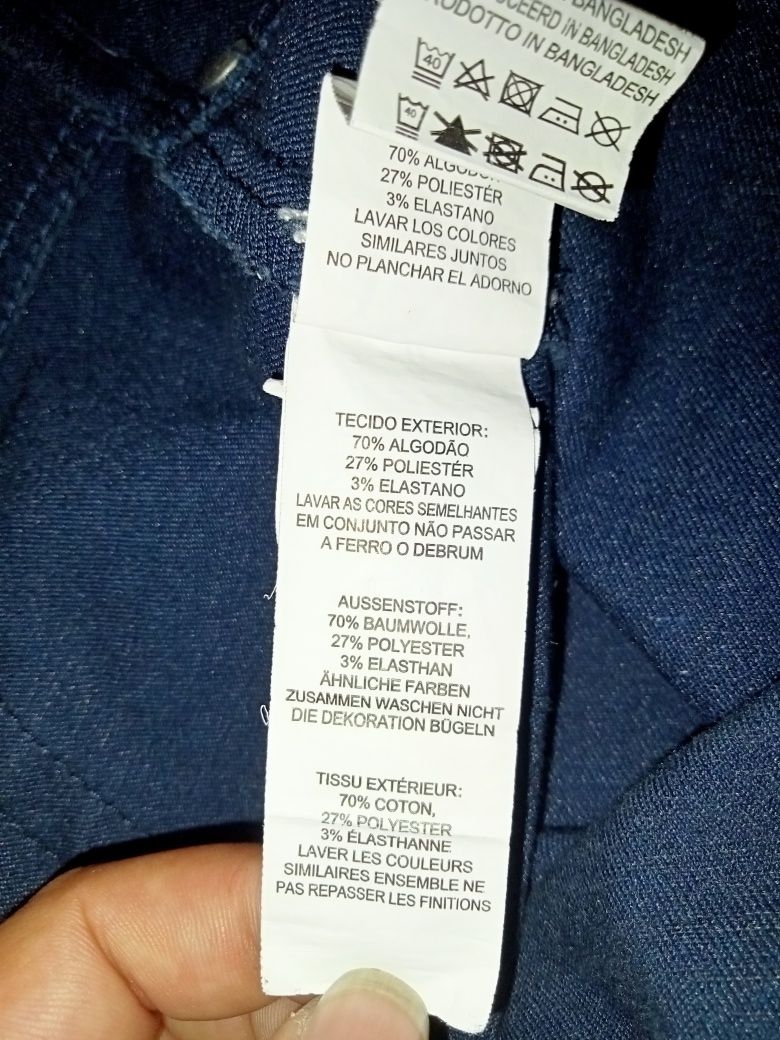 BANGLADESH
IN BANGLADESH
IN BANGLADESH
40
40
70%
27% POLIESTÉR
3% ELASTANO
LAVAR LOS COLORES
SIMILARES JUNTOS
NO PLANCHAR EL ADORNO
TECIDO EXTERIOR:
70% ALGODÃO
27% POLIESTÉR
3% ELASTANO
LAVAR AS CORES SEMELHANTES
EM CONJUNTO NÃO PASSAR
A FERRO O DEBRUM
AUSSENSTOFF:
70% BAUMWOLLE,
27% POLYESTER
3% ELASTHAN
ÄHNLICHE FARBEN
ZUSAMMEN WASCHEN NICHT
DIE DEKORATION BÜGELN
TISSU EXTÉRIEUR:
70% COTON,
27% POLYESTER
3% ÉLASTHANNE
LAVER LES COULEURS
SIMILAIRES ENSEMBLE NE
PAS REPASSER LES FINITIONS